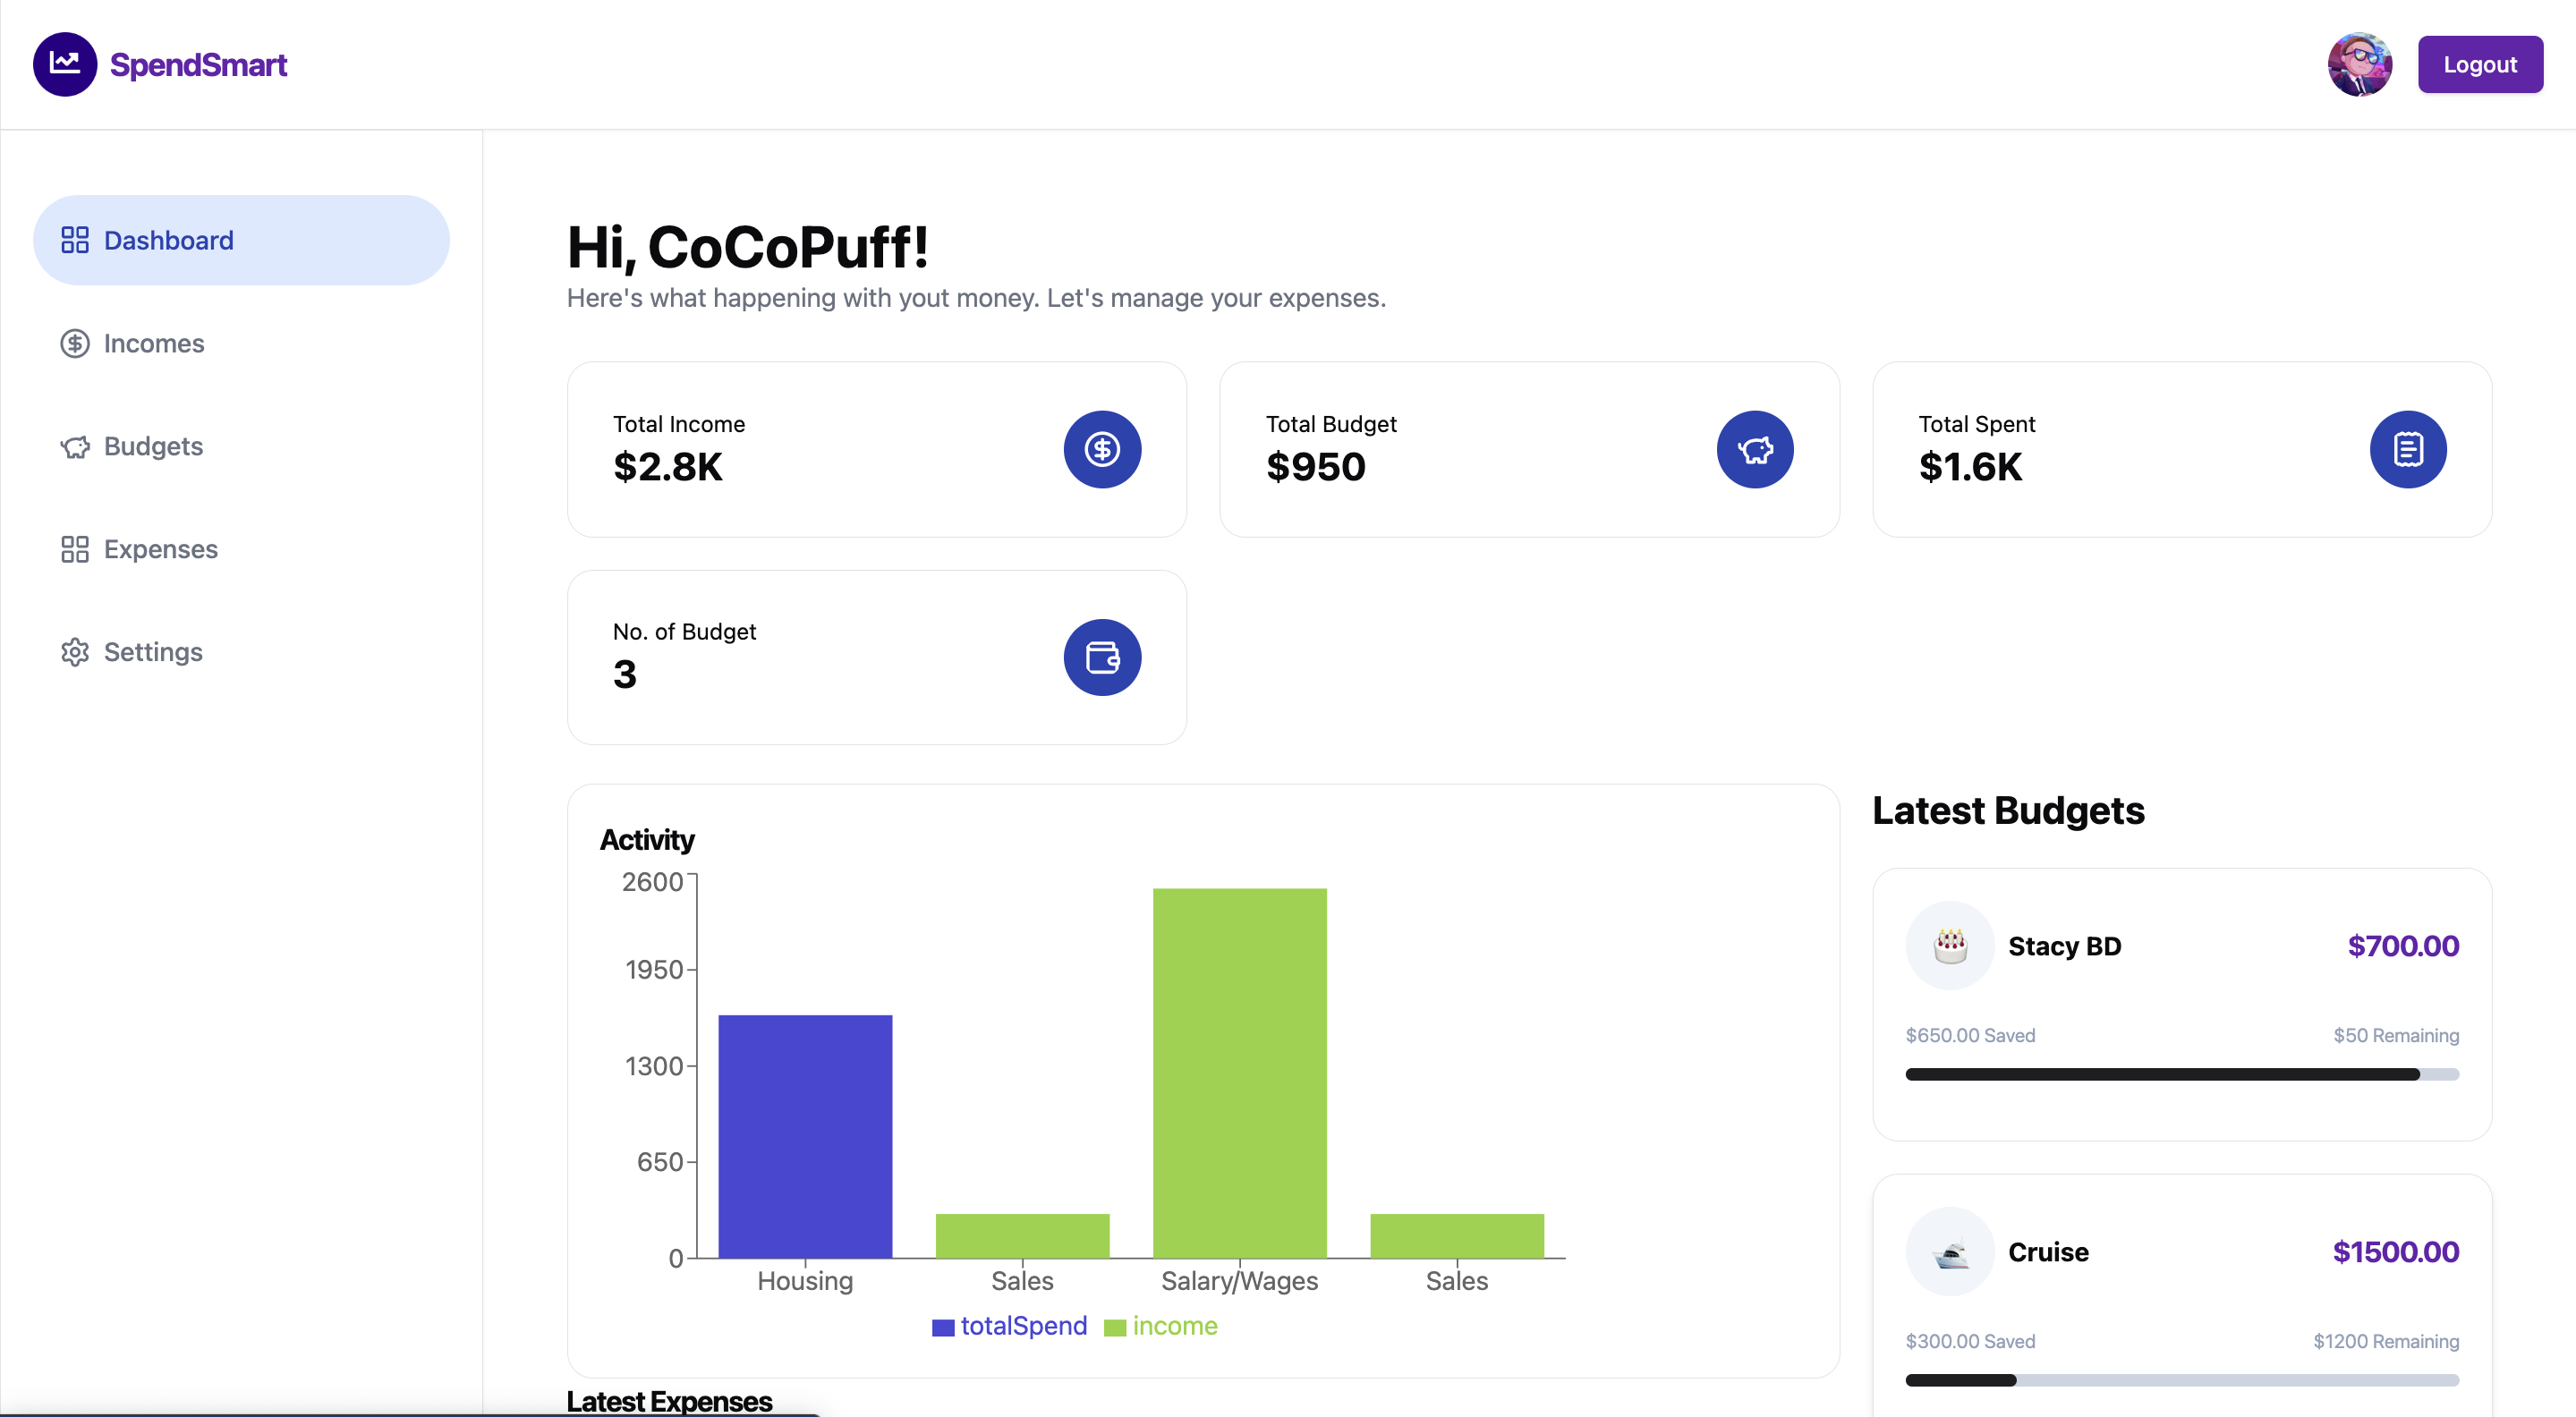 SpendSmart
Logout
Dashboard
Incomes
Budgets
Expenses
Settings
Hi, CoCoPuff!
Here's what happening with yout money. Let's manage your expenses.
Total Income
$2.8K
Total Budget
$950
Total Spent
$1.6K
No. of Budget
3
Activity
2600
1950
1300
650
0
Housing
Sales
Salary/Wages
Sales
totalSpend
income
Latest Expenses
Latest Budgets
Stacy BD
$700.00
$650.00 Saved
$50 Remaining
Cruise
$1500.00
$300.00 Saved
$1200 Remaining